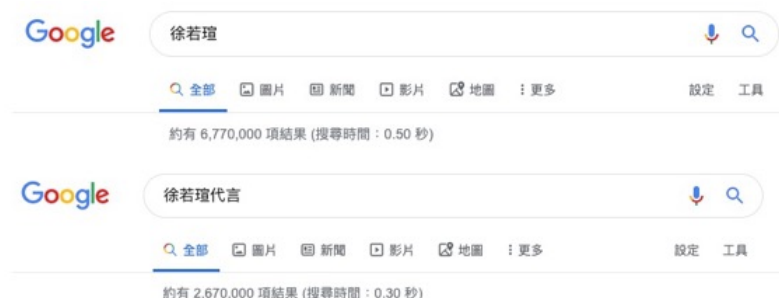 Google 徐若瑄
全部 圖片 新聞 影片 地圖 ⋮更多 設定 工具
約有 6,770,000 項結果 (搜尋時間：0.50 秒)
Google 徐若瑄代言
全部 圖片 新聞 影片 地圖 ⋮更多 設定 工具
約有 2,670,000 項結果 (搜尋時間：0.30 秒)